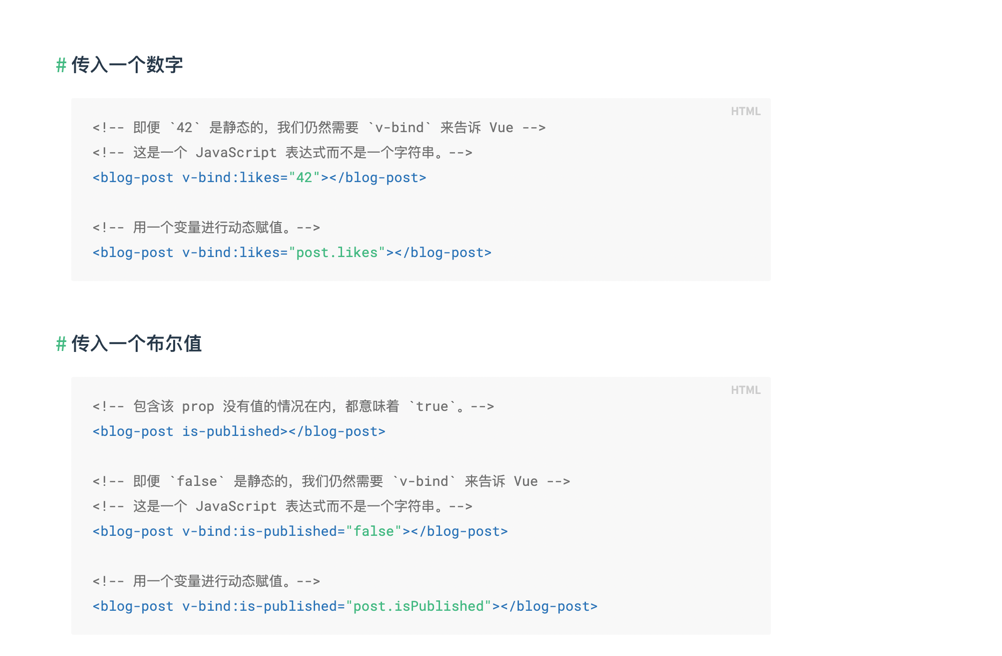 # 传入一个数字
HTML
<!-- 即便 `42` 是静态的，我们仍然需要 `v-bind` 来告诉 Vue -->
<!-- 这是一个 JavaScript 表达式而不是一个字符串。-->
<blog-post v-bind:likes="42"></blog-post>
<!-- 用一个变量进行动态赋值。-->
<blog-post v-bind:likes="post.likes"></blog-post>
# 传入一个布尔值
HTML
<!-- 包含该 prop 没有值的情况在内，都意味着 `true`。-->
<blog-post is-published></blog-post>
<!-- 即便 `false` 是静态的，我们仍然需要 `v-bind` 来告诉 Vue -->
<!-- 这是一个 JavaScript 表达式而不是一个字符串。-->
<blog-post v-bind:is-published="false"></blog-post>
<!-- 用一个变量进行动态赋值。-->
<blog-post v-bind:is-published="post.isPublished"></blog-post>